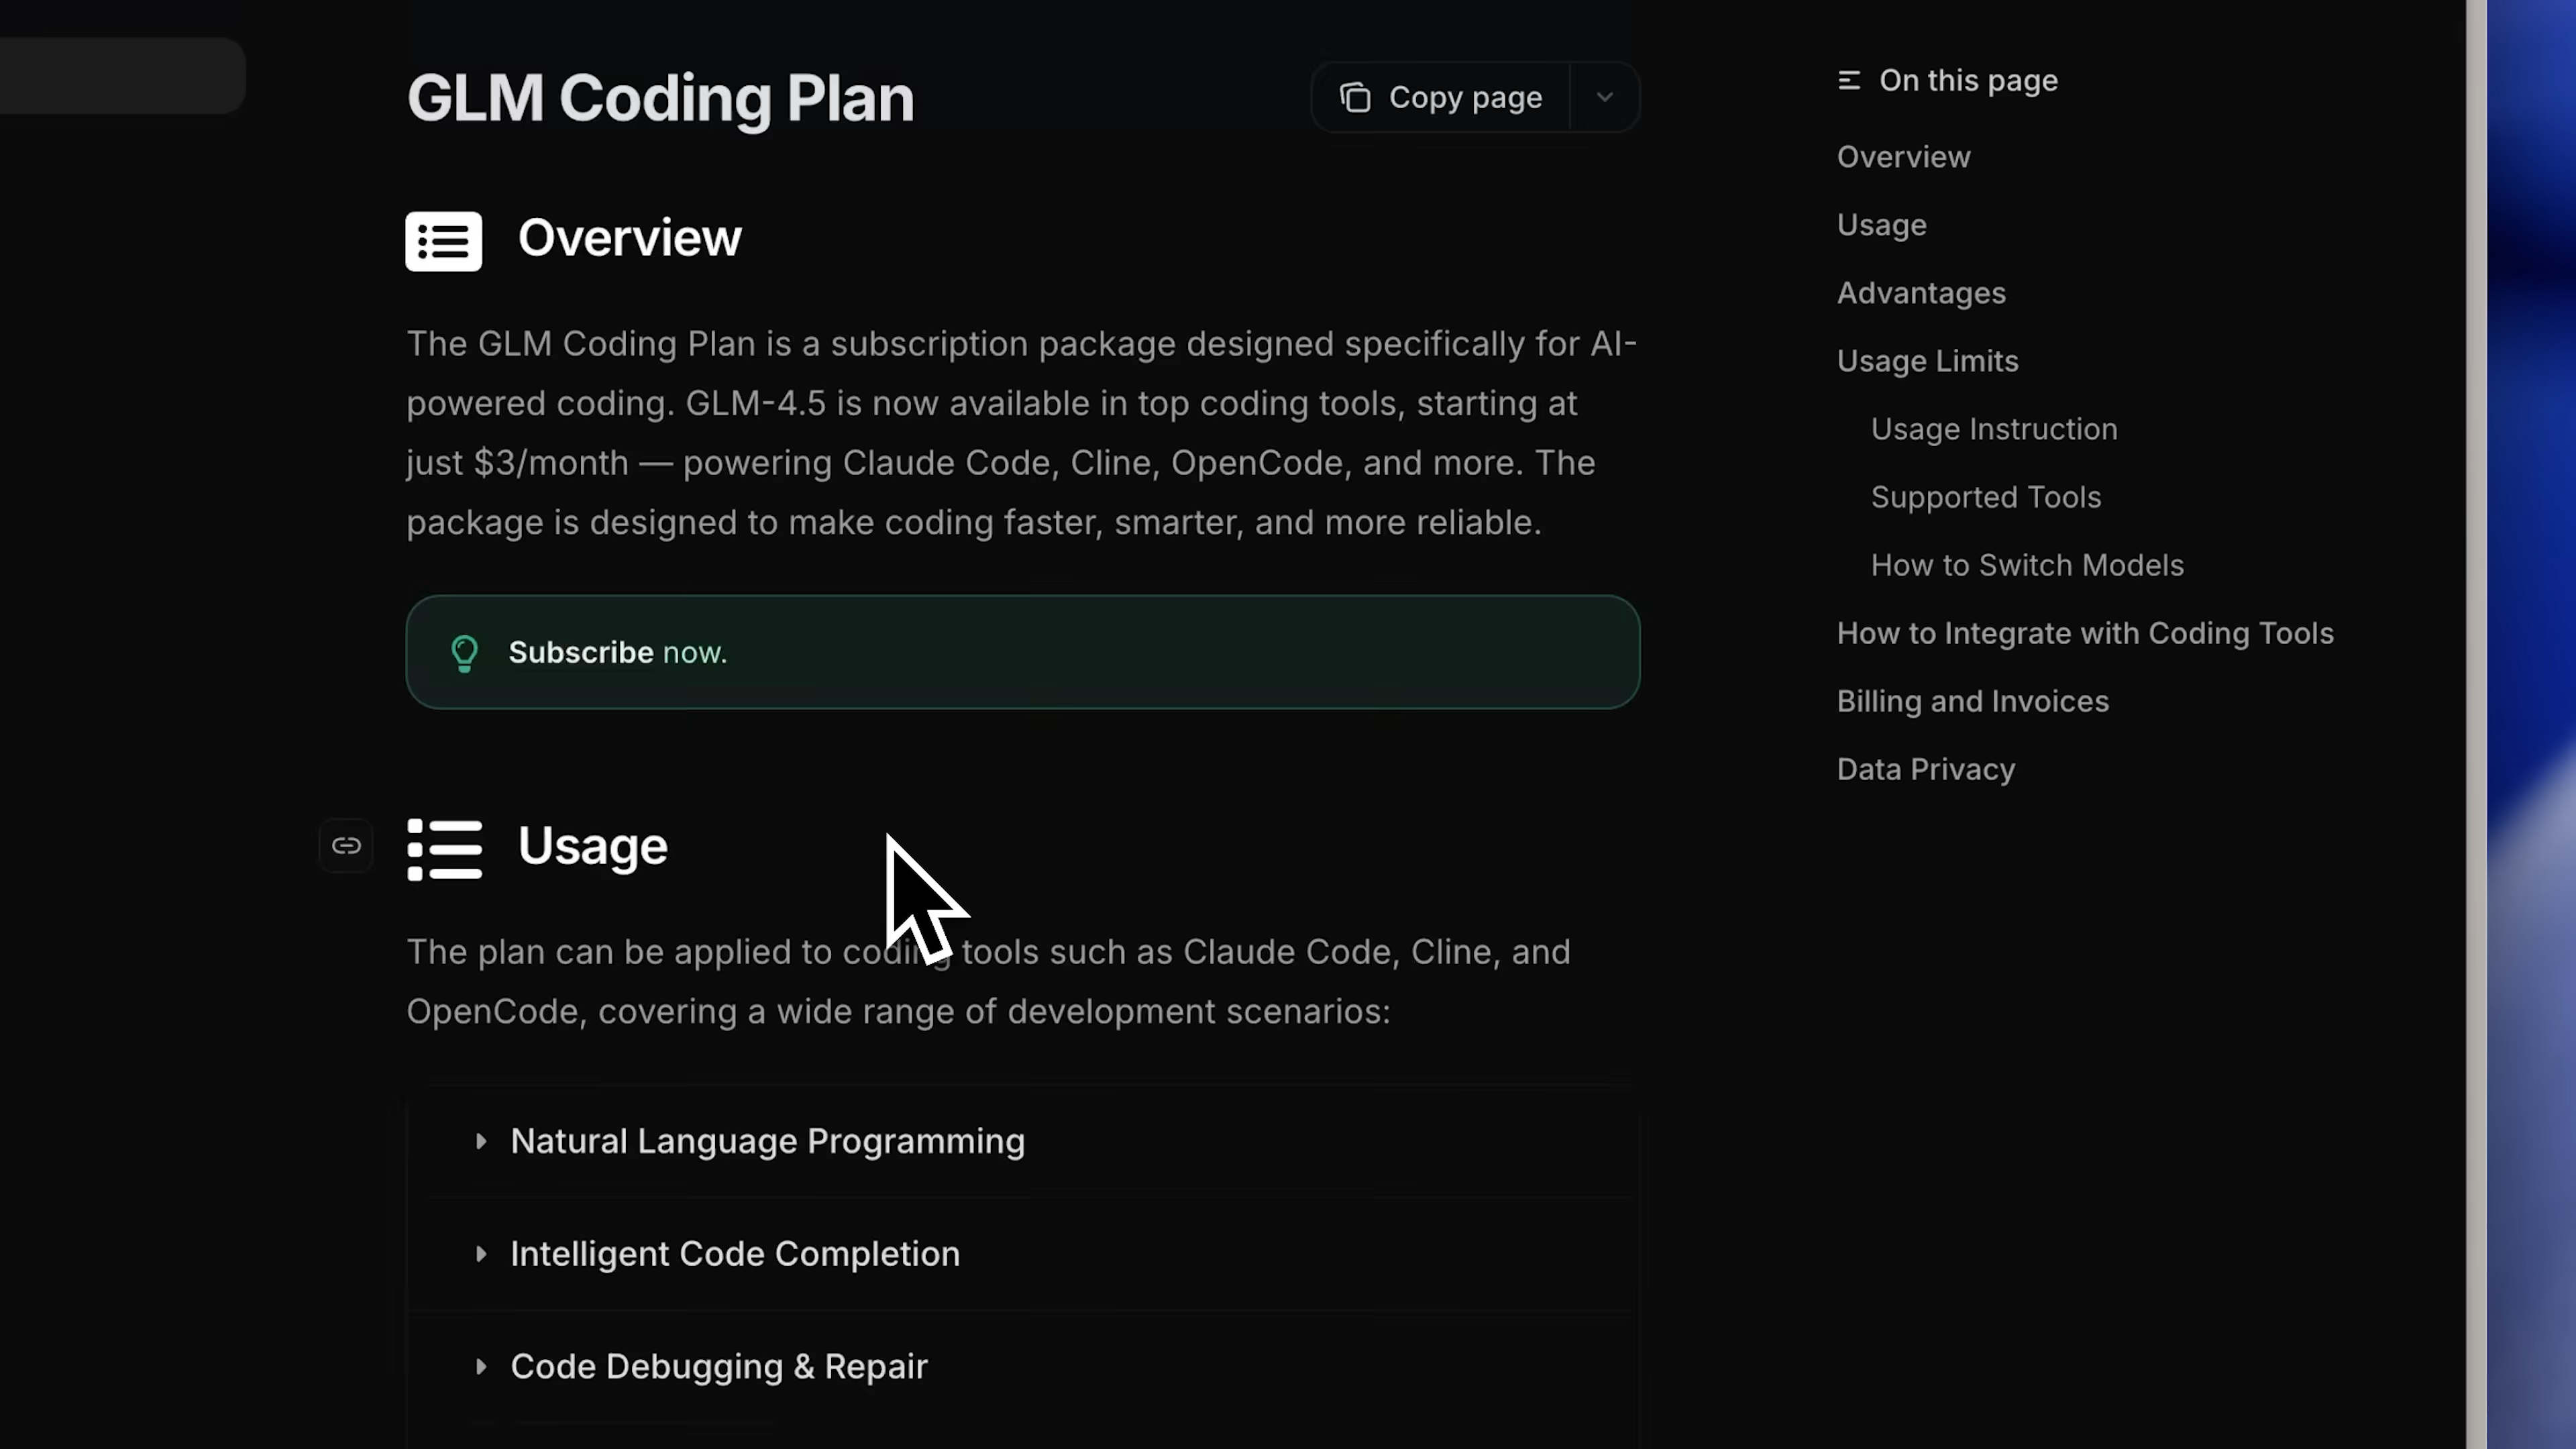 GLM Coding Plan
Copy page
Overview
The GLM Coding Plan is a subscription package designed specifically for AI-
powered coding. GLM-4.5 is now available in top coding tools, starting at
just $3/month — powering Claude Code, Cline, OpenCode, and more. The
package is designed to make coding faster, smarter, and more reliable.
Subscribe now.
Usage
The plan can be applied to coding tools such as Claude Code, Cline, and
OpenCode, covering a wide range of development scenarios:
Natural Language Programming
Intelligent Code Completion
Code Debugging & Repair
On this page
Overview
Usage
Advantages
Usage Limits
Usage Instruction
Supported Tools
How to Switch Models
How to Integrate with Coding Tools
Billing and Invoices
Data Privacy